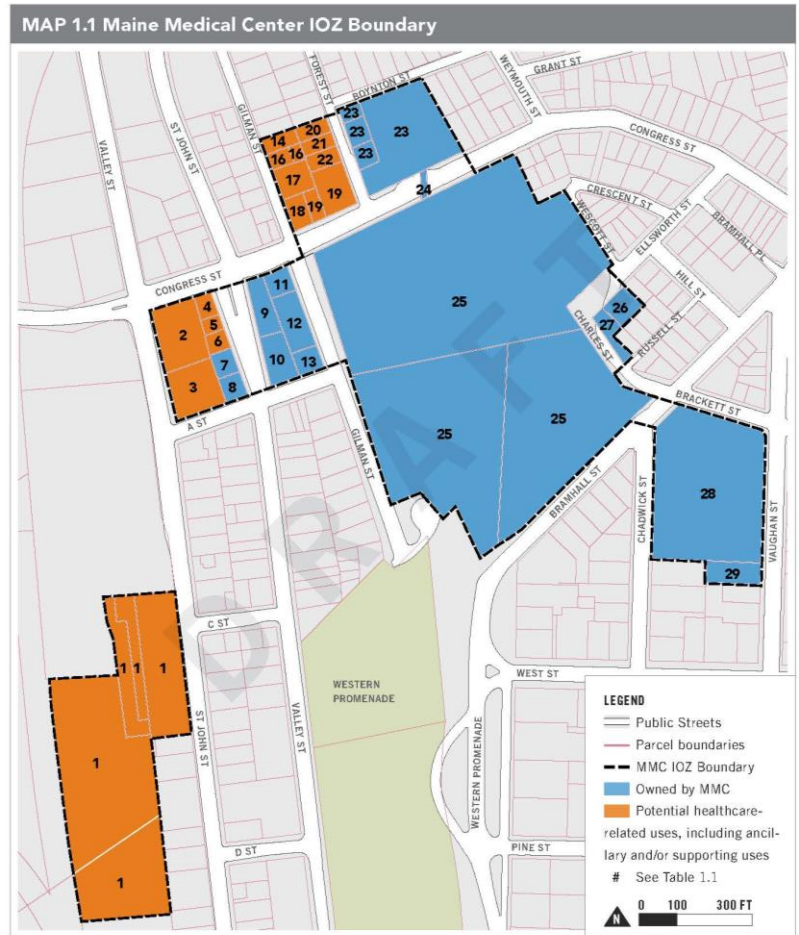 MAP 1.1 Maine Medical Center IOZ Boundary
GRANT ST
WEYMOUTH ST
BOYNTON ST
FOREST ST
GILMAN ST
ST JOHN ST
VALLEY ST
CONGRESS ST
23
23
23
23
20
14
21
16
16
22
17
19
18
19
24
CRESCENT ST
WESCOTT ST
ELLSWORTH ST
BRAMHALL PL
HILL ST
CONGRESS ST
11
4
9
5
12
2
6
7
10
13
3
8
25
26
27
CHARLES ST
RUSSELL ST
A ST
GILMAN ST
25
25
BRACKETT ST
BRAMHALL ST
CHADWICK ST
28
VAUGHAN ST
29
DRAFT
C ST
1
1
1
1
1
ST JOHN ST
VALLEY ST
D ST
WESTERN
PROMENADE
WEST ST
WESTERN PROMENADE
PINE ST
LEGEND
Public Streets
Parcel boundaries
MMC IOZ Boundary
Owned by MMC
Potential healthcare-
related uses, including ancil-
lary and/or supporting uses
# See Table 1.1
N
0 100 300 FT